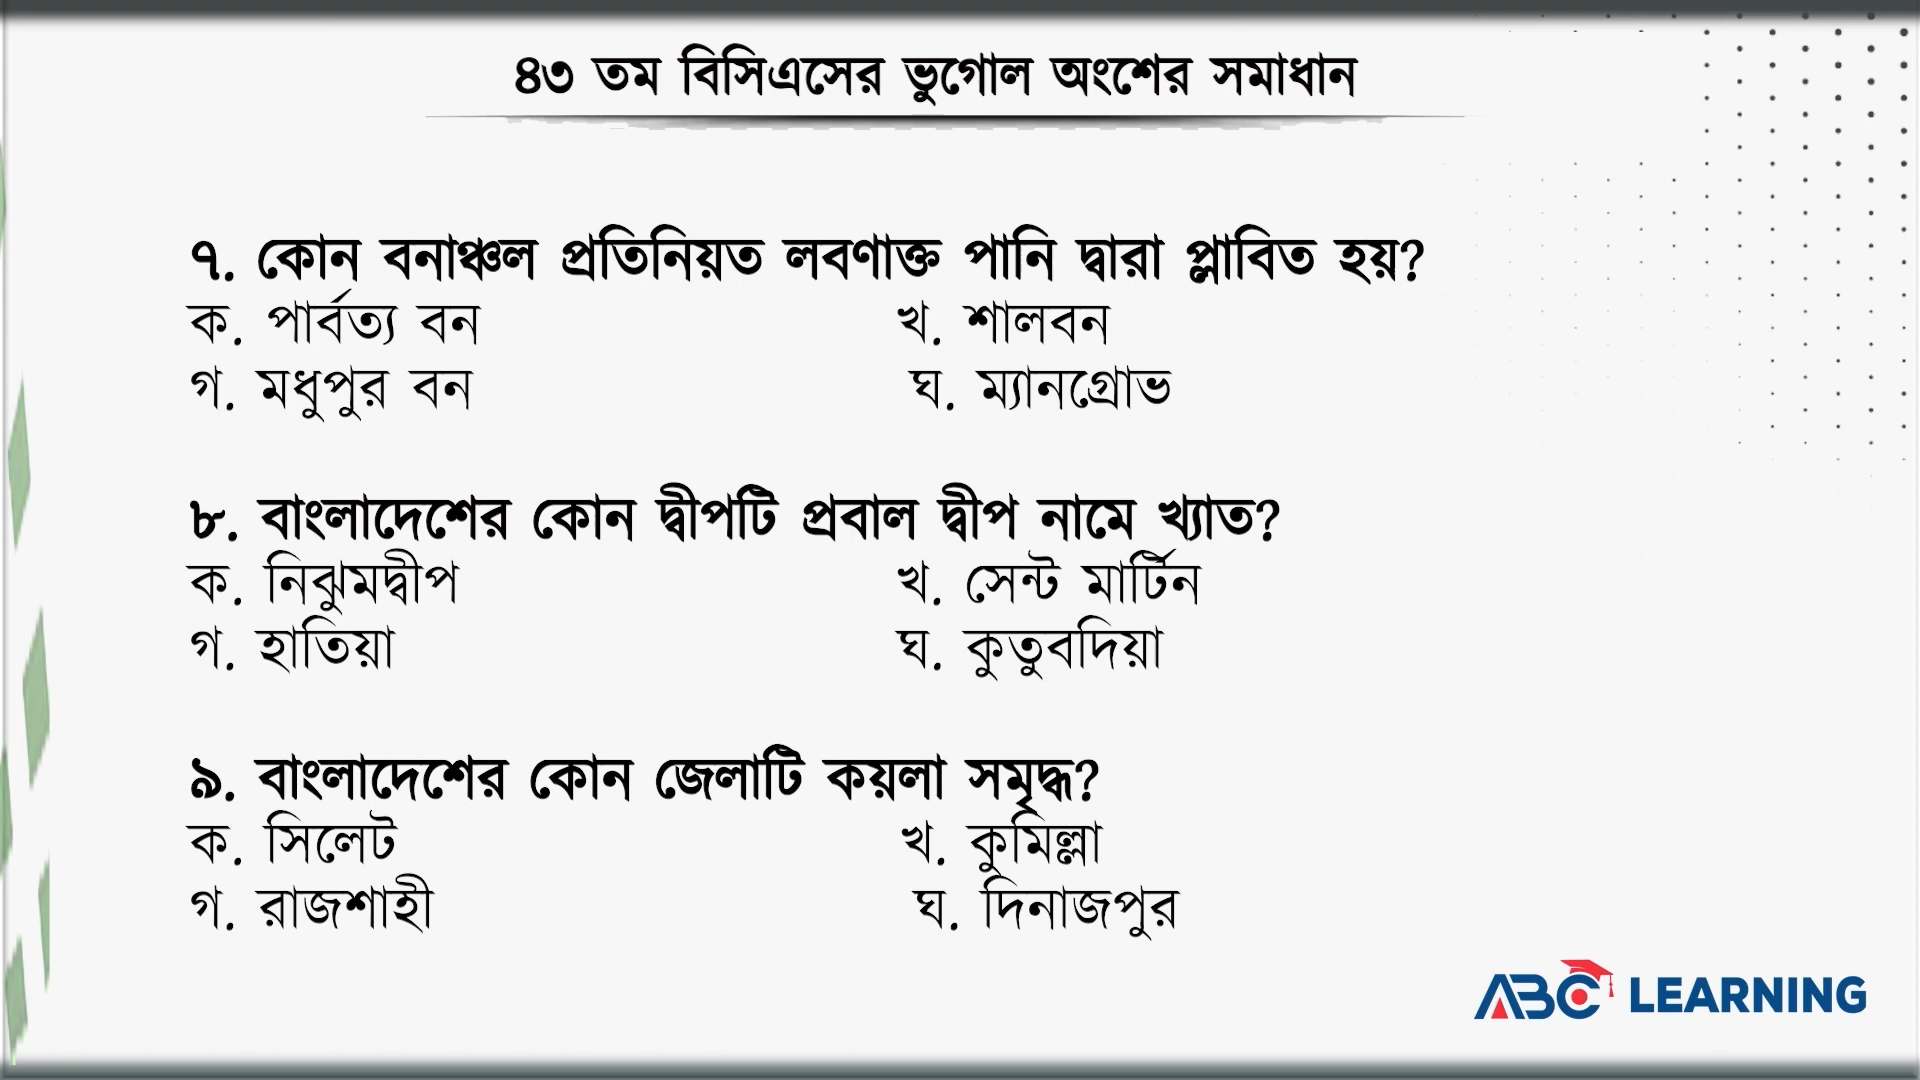 ৪৩ তম বিসিএসের ভুগোল অংশের সমাধান
৭. কোন বনাঞ্চল প্রতিনিয়ত লবণাক্ত পানি দ্বারা প্লাবিত হয়?
ক. পার্বত্য বন খ. শালবন
গ. মধুপুর বন ঘ. ম্যানগ্রোভ
৮. বাংলাদেশের কোন দ্বীপটি প্রবাল দ্বীপ নামে খ্যাত?
ক. নিঝুমদ্বীপ খ. সেন্ট মার্টিন
গ. হাতিয়া ঘ. কুতুবদিয়া
৯. বাংলাদেশের কোন জেলাটি কয়লা সমৃদ্ধ?
ক. সিলেট খ. কুমিল্লা
গ. রাজশাহী ঘ. দিনাজপুর
ABC LEARNING